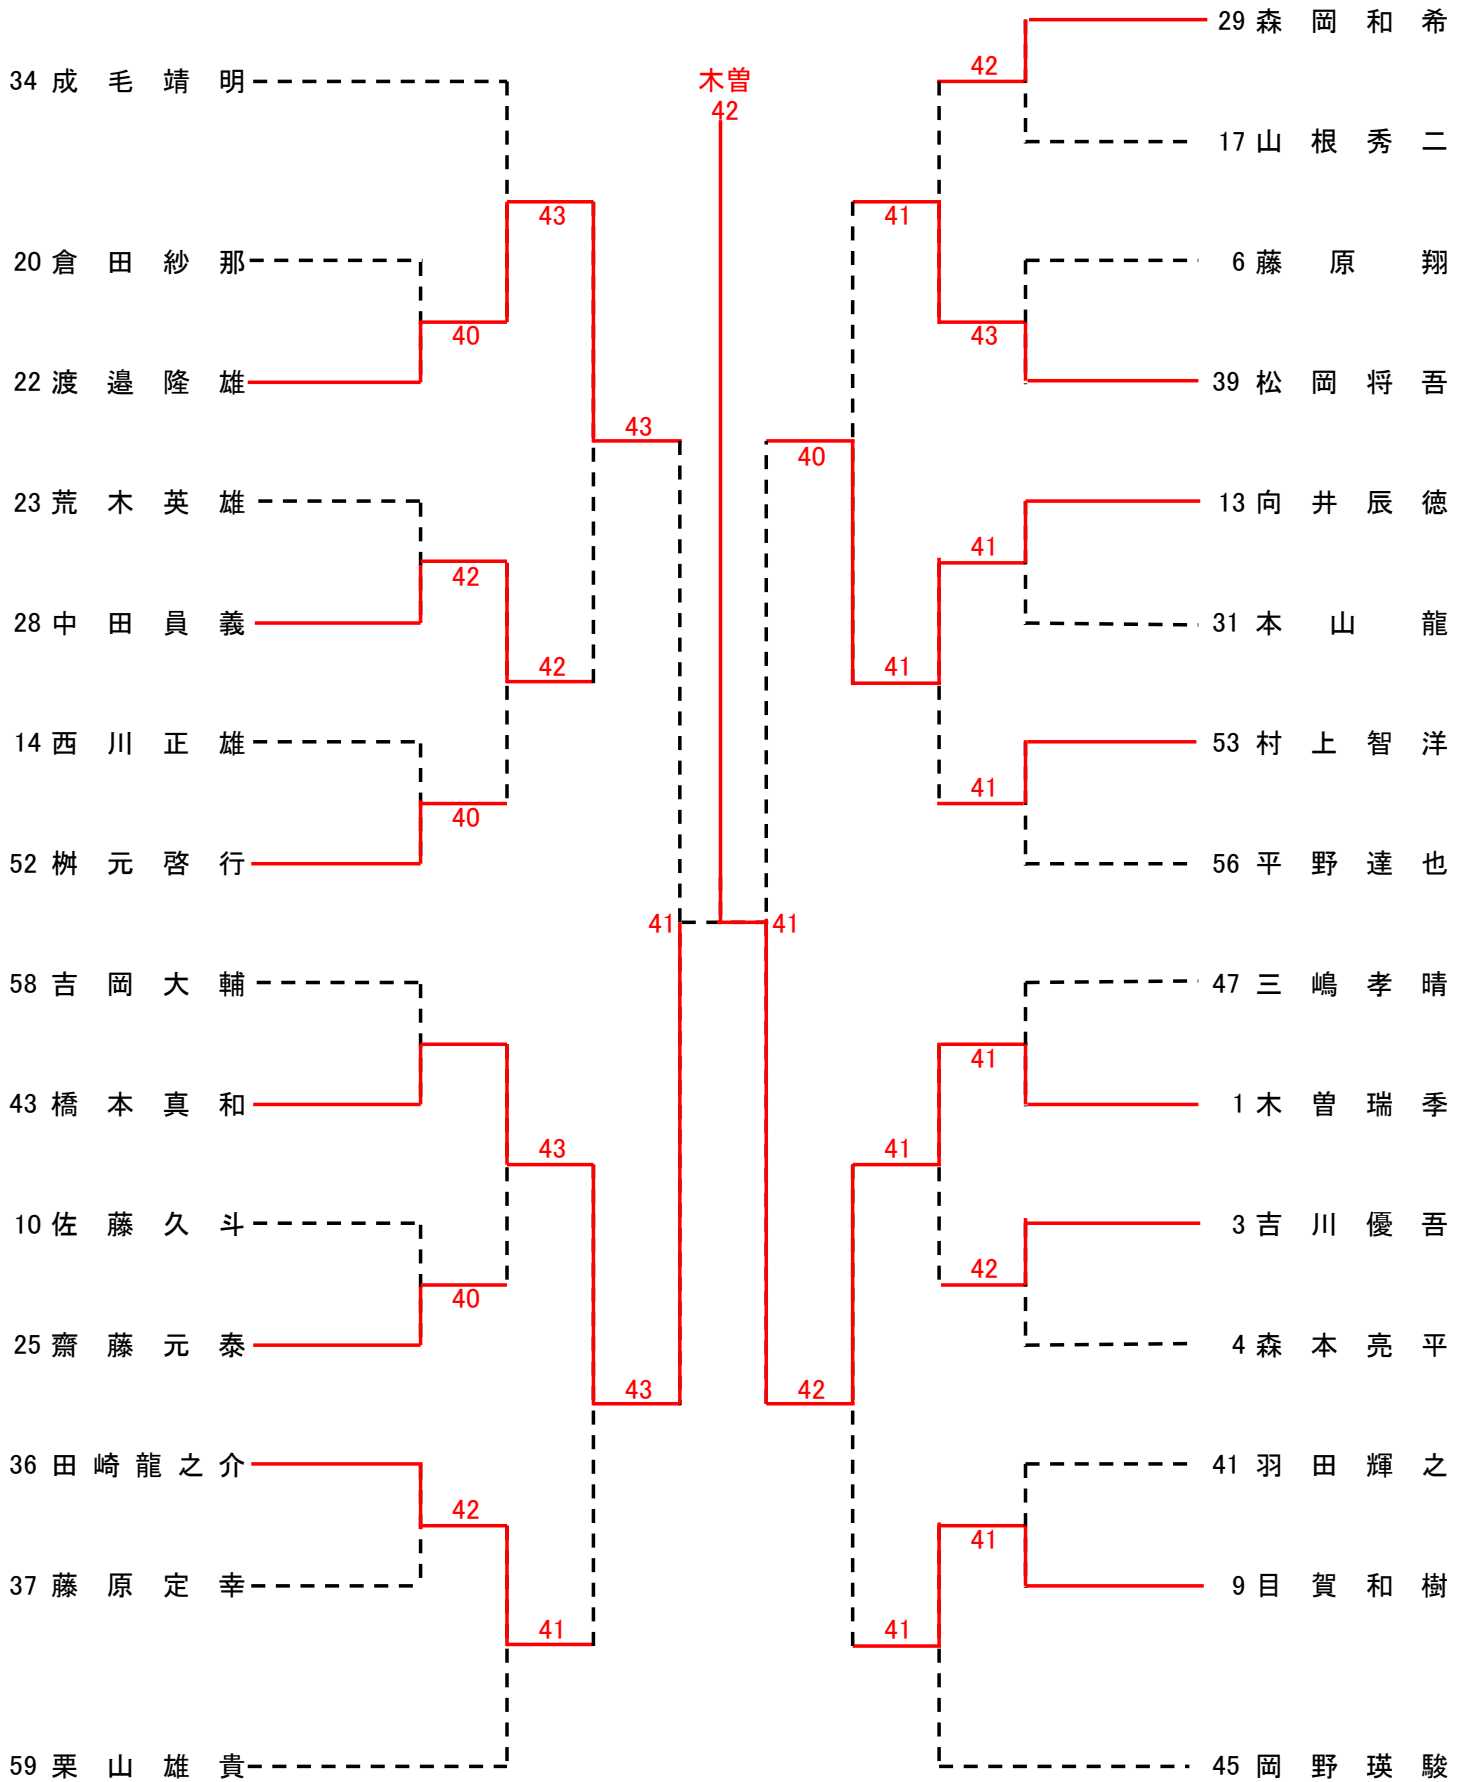 29 森岡和希
34 成毛靖明
木曽
42
42
17 山根秀二
43
41
20 倉田紗那
6 藤原翔
40
43
22 渡邉隆雄
39 松岡将吾
43
40
23 荒木英雄
13 向井辰徳
42
41
28 中田員義
31 本山龍
42
41
14 西川正雄
53 村上智洋
40
41
52 桝元啓行
56 平野達也
41
41
58 吉岡大輔
47 三嶋孝晴
41
43 橋本真和
1 木曽瑞季
43
41
10 佐藤久斗
3 吉川優吾
40
42
25 齋藤元泰
4 森本亮平
43
42
36 田崎龍之介
41 羽田輝之
42
41
37 藤原定幸
9 目賀和樹
41
41
59 栗山雄貴
45 岡野瑛駿